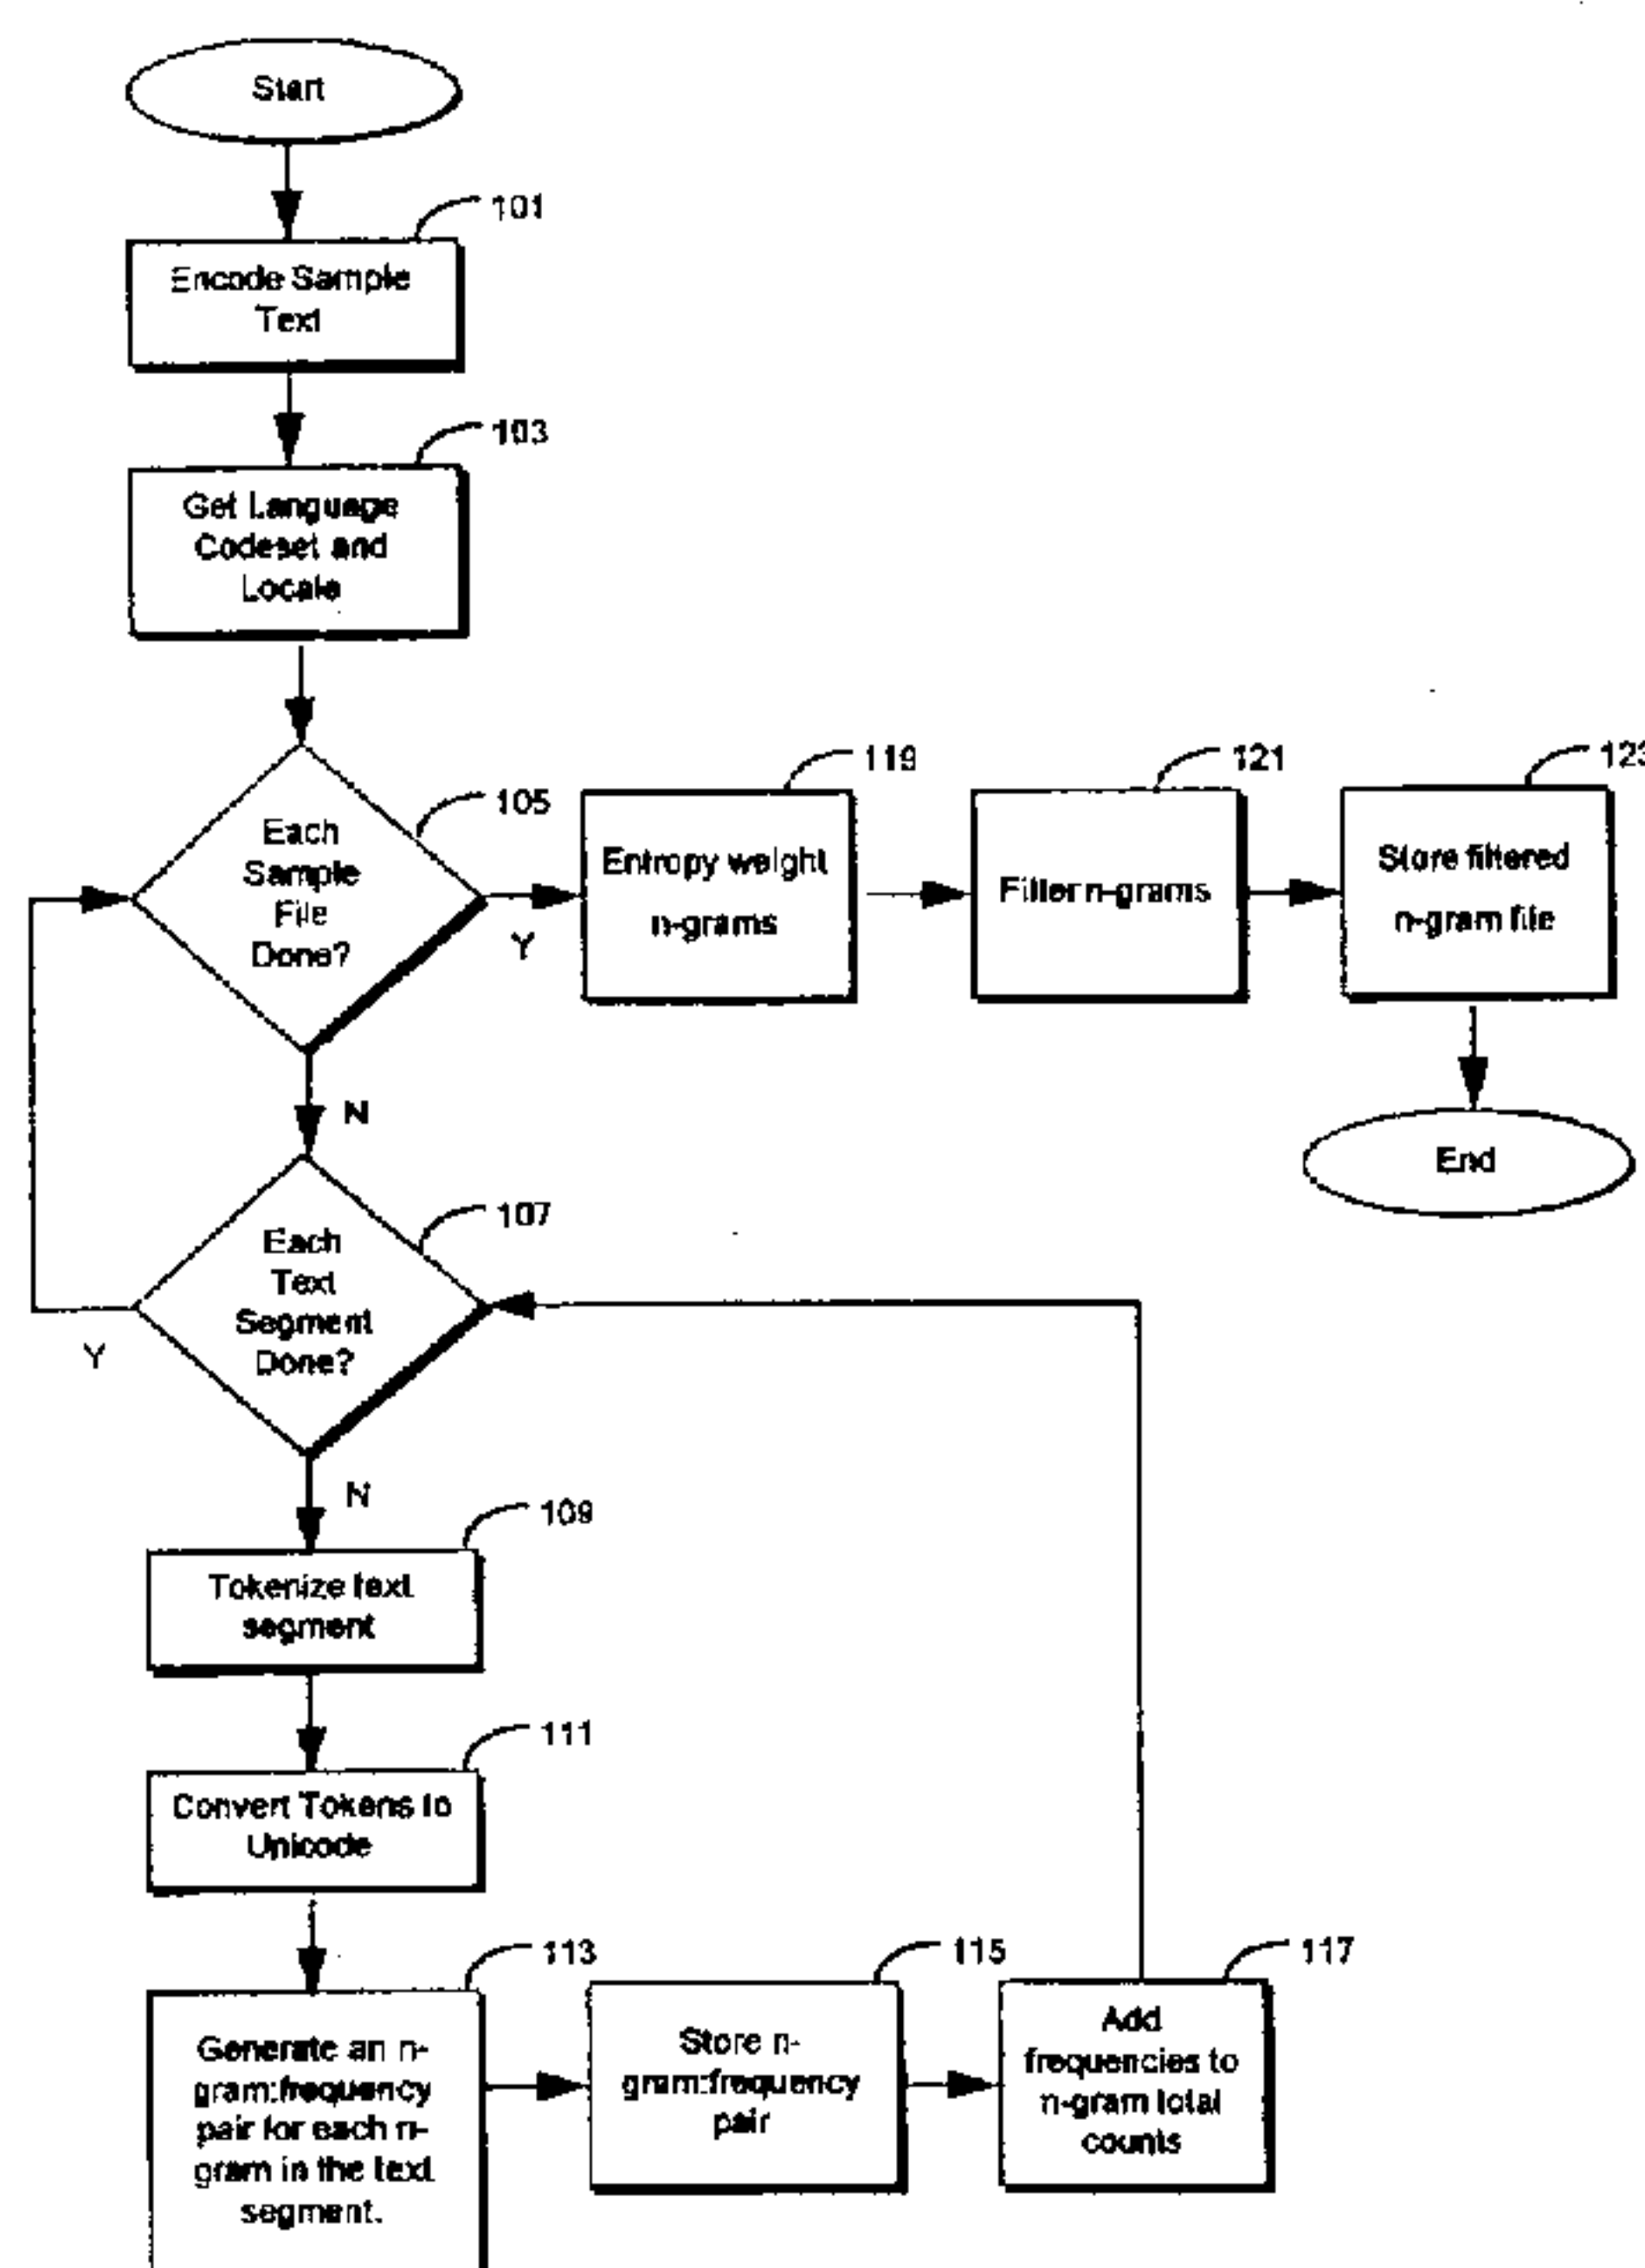 Start
101
Encode Sample
Text
103
Get Language
Codeset and
Locale
105
Each
Sample
File
Done?
Y
N
119
Entropy weight
n-grams
121
Filter n-grams
123
Store filtered
n-gram file
End
107
Each
Text
Segment
Done?
Y
N
109
Tokenize text
segment
111
Convert Tokens to
Unicode
113
Generate an n-
gram:frequency
pair for each n-
gram in the text
segment.
115
Store n-
gram:frequency
pair
117
Add
frequencies to
n-gram total
counts